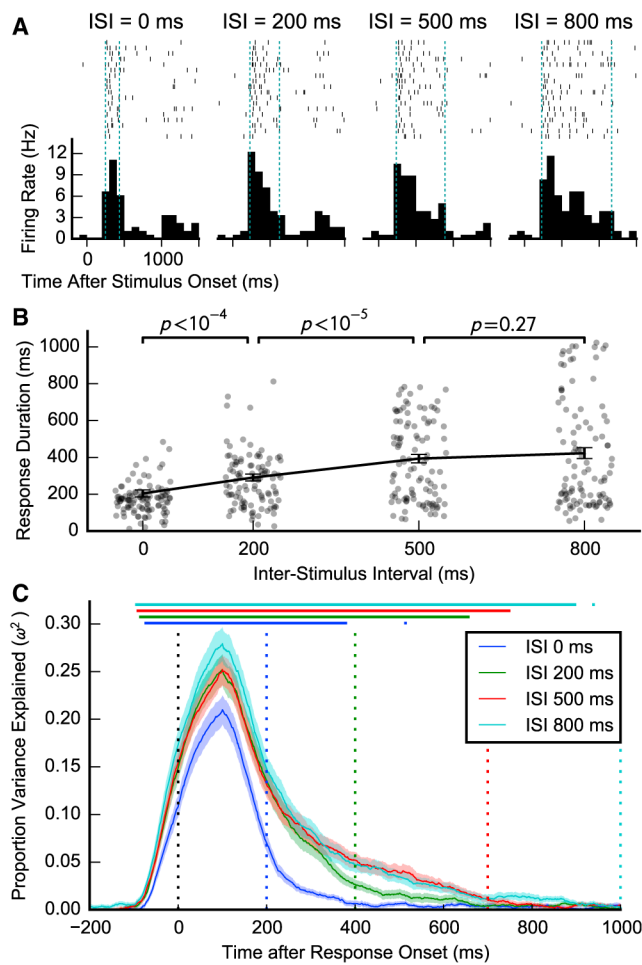 A
ISI = 0 ms
ISI = 200 ms
ISI = 500 ms
ISI = 800 ms
Firing Rate (Hz)
12
9
6
3
0
0
1000
Time After Stimulus Onset (ms)
B
p<10⁻⁴
p<10⁻⁵
p=0.27
Response Duration (ms)
1000
800
600
400
200
0
0
200
500
800
Inter-Stimulus Interval (ms)
C
Proportion Variance Explained (ω²)
0.30
0.25
0.20
0.15
0.10
0.05
0.00
ISI 0 ms
ISI 200 ms
ISI 500 ms
ISI 800 ms
−200
0
200
400
600
800
1000
Time after Response Onset (ms)